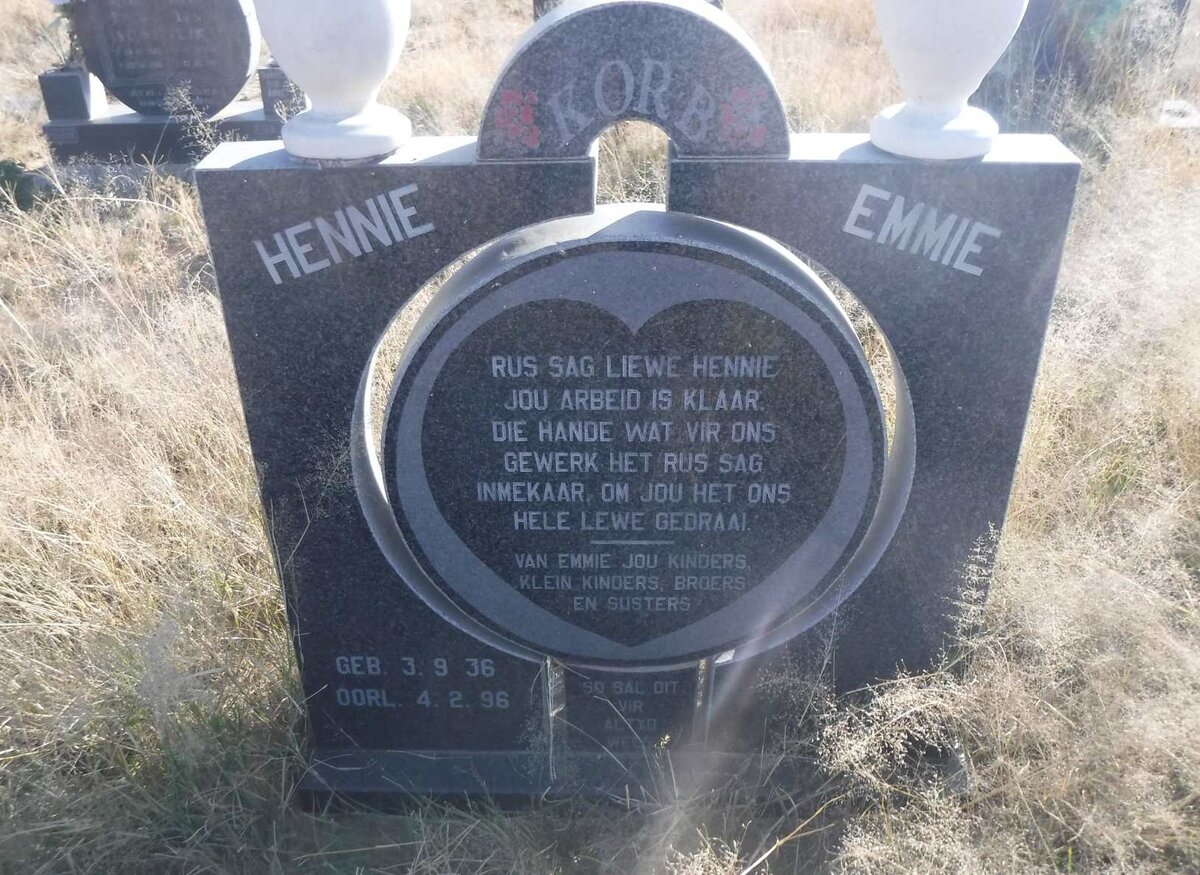 KORB
HENNIE
EMMIE
RUS SAG LIEWE HENNIE
JOU ARBEID IS KLAAR.
DIE HANDE WAT VIR ONS
GEWERK HET RUS SAG
INMEKAAR, OM JOU HET ONS
HELE LEWE GEDRAAI.
VAN EMMIE JOU KINDERS,
KLEIN KINDERS, BROERS
EN SUSTERS
GEB. 3. 9. 36
OORL. 4. 2. 96
SO SAL DIT
VIR
ALTYD
WEES